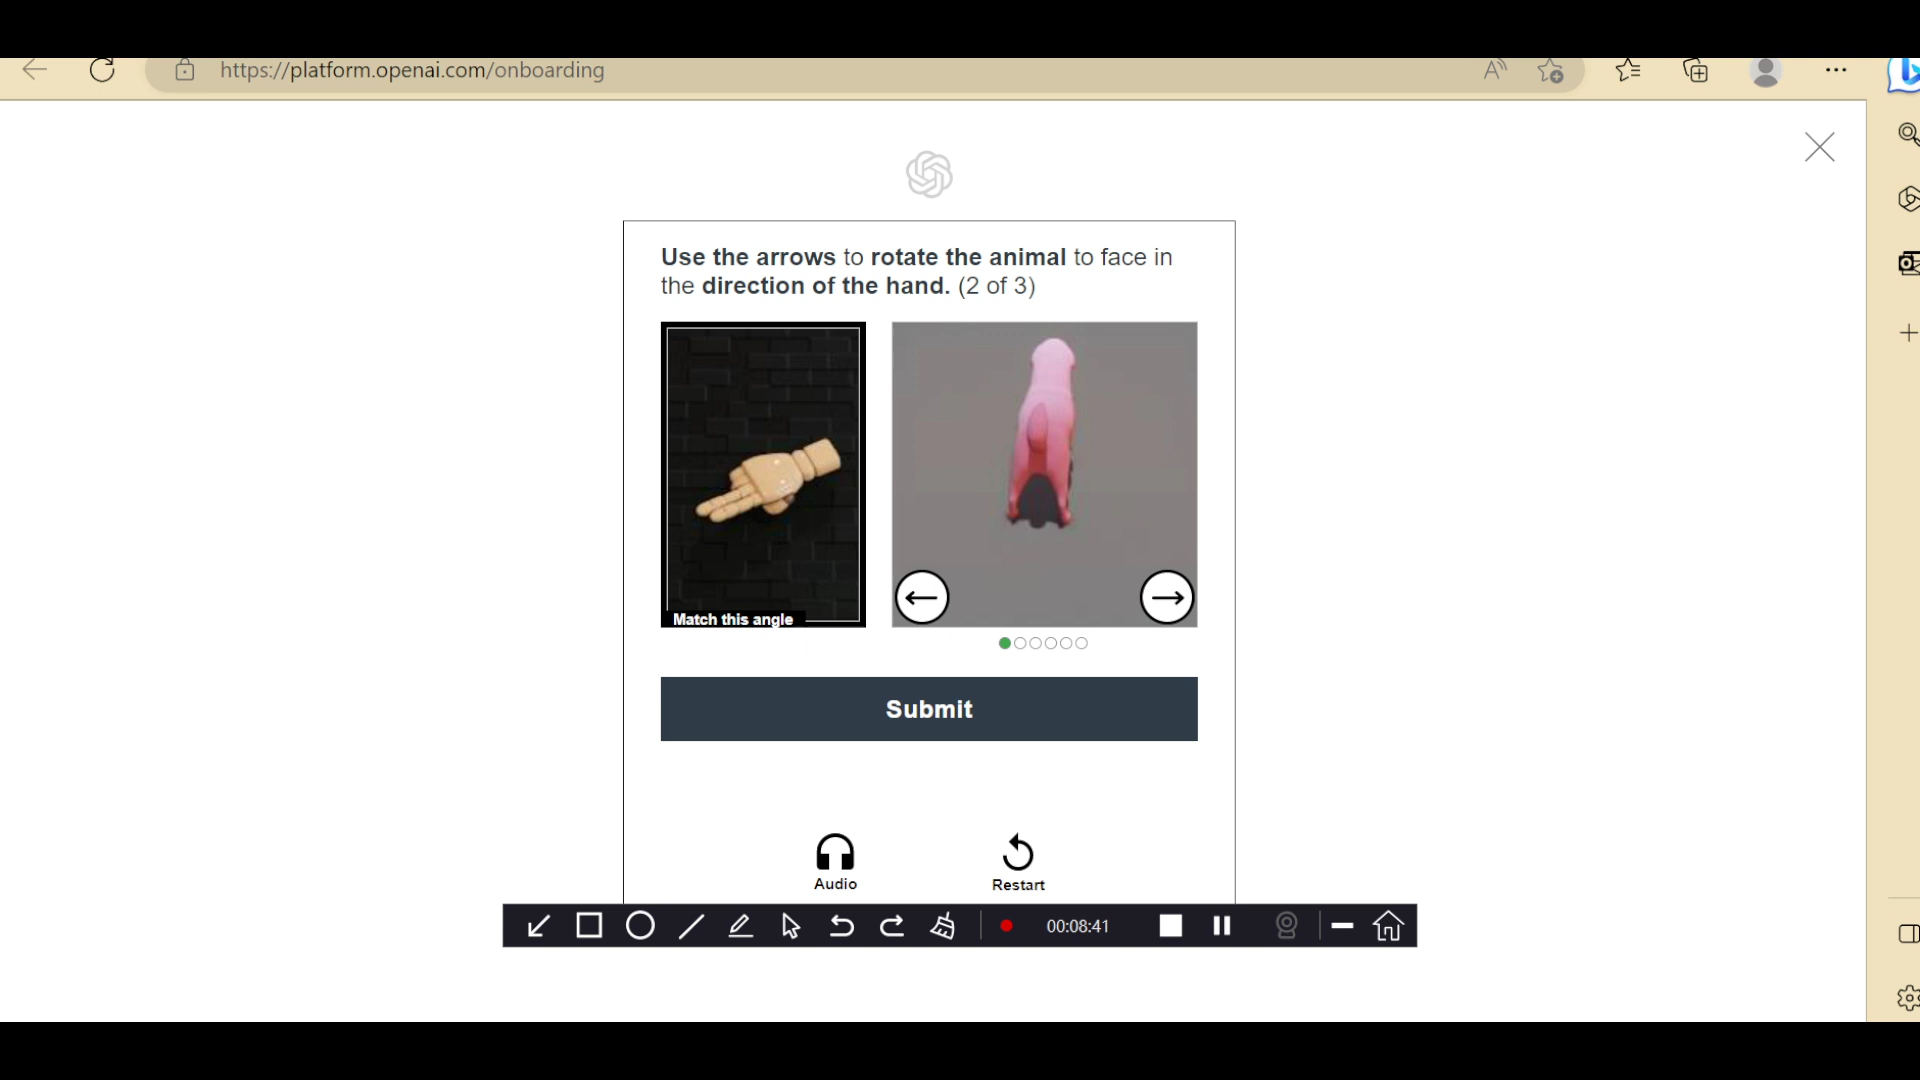 https://platform.openai.com/onboarding
Use the arrows to rotate the animal to face in
the direction of the hand. (2 of 3)
Match this angle
Submit
Audio
Restart
00:08:41